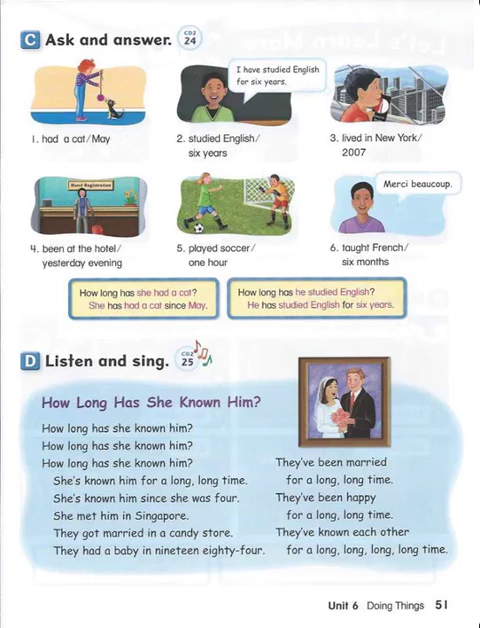 C Ask and answer. CD2 24
I have studied English
for six years.
1. had a cat/May
2. studied English/
six years
3. lived in New York/
2007
Hotel Registration
Merci beaucoup.
4. been at the hotel/
yesterday evening
5. played soccer/
one hour
6. taught French/
six months
How long has she had a cat?
She has had a cat since May.
How long has he studied English?
He has studied English for six years.
D Listen and sing. CD2 25
How Long Has She Known Him?
How long has she known him?
How long has she known him?
How long has she known him?
She's known him for a long, long time.
She's known him since she was four.
She met him in Singapore.
They got married in a candy store.
They had a baby in nineteen eighty-four.
They've been married
for a long, long time.
They've been happy
for a long, long time.
They've known each other
for a long, long, long, long time.
Unit 6 Doing Things 51